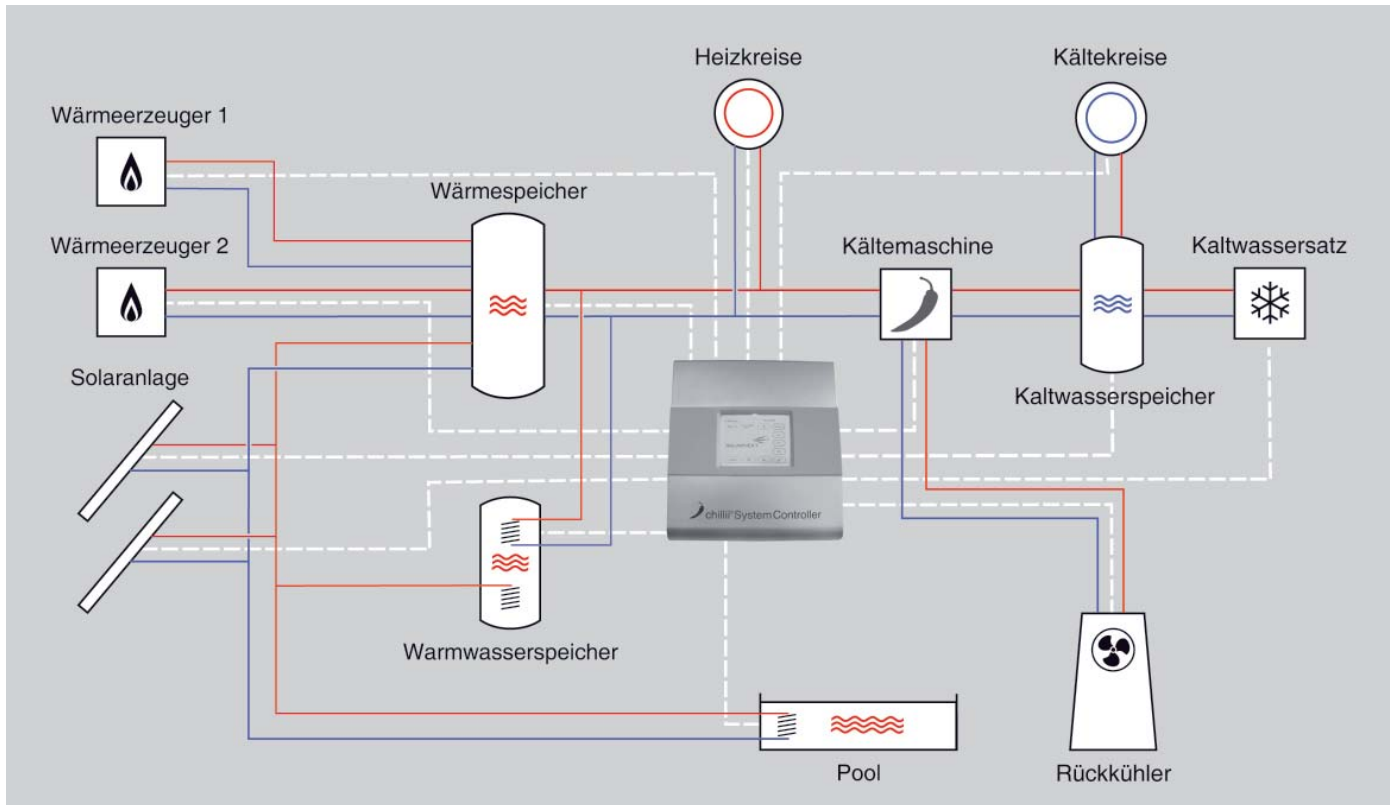 Heizkreise
Kältekreise
Wärmeerzeuger 1
Wärmespeicher
Wärmeerzeuger 2
Kältemaschine
Kaltwassersatz
Solaranlage
Kaltwasserspeicher
chillii® System Controller
Warmwasserspeicher
Pool
Rückkühler